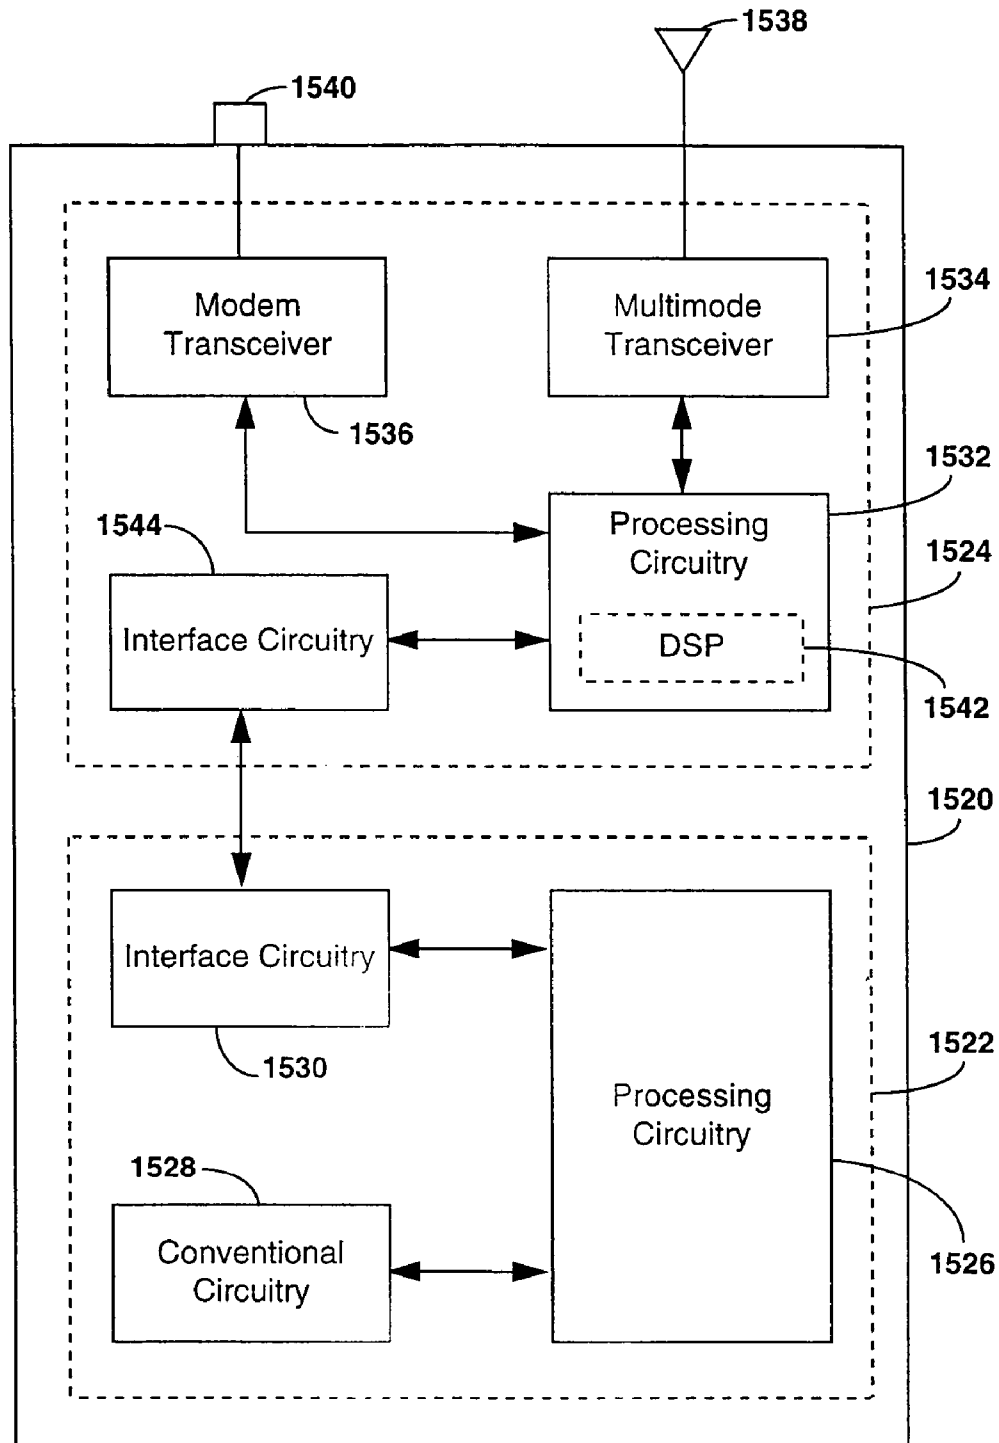 1538
1540
Modem
Transceiver
Multimode
Transceiver
1534
1536
1532
1544
Processing
Circuitry
1524
Interface Circuitry
DSP
1542
1520
Interface Circuitry
1522
1530
Processing
Circuitry
1528
Conventional
Circuitry
1526